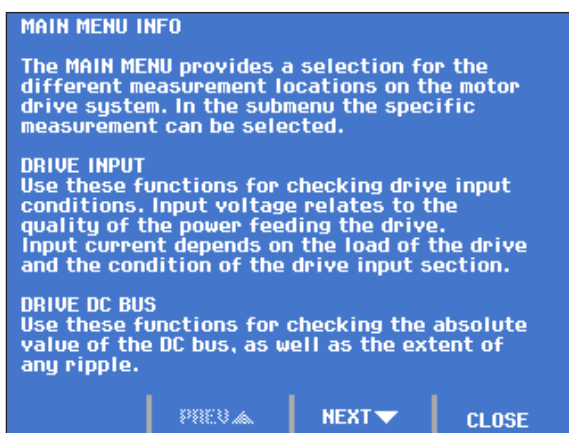 MAIN MENU INFO
The MAIN MENU provides a selection for the
different measurement locations on the motor
drive system. In the submenu the specific
measurement can be selected.
DRIVE INPUT
Use these functions for checking drive input
conditions. Input voltage relates to the
quality of the power feeding the drive.
Input current depends on the load of the drive
and the condition of the drive input section.
DRIVE DC BUS
Use these functions for checking the absolute
value of the DC bus, as well as the extent of
any ripple.
PREV▲ NEXT▼ CLOSE